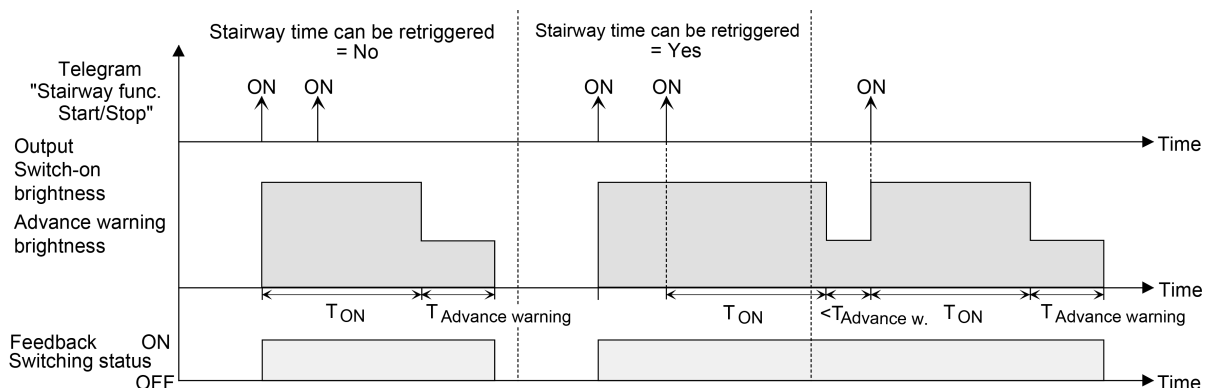 Stairway time can be retriggered
= No
Stairway time can be retriggered
= Yes
Telegram
"Stairway func.
Start/Stop"
ON
ON
ON
ON
ON
Time
Output
Switch-on
brightness
Advance warning
brightness
Time
T ON
T Advance warning
T ON
<T Advance w.
T ON
T Advance warning
Feedback ON
Switching status
OFF
Time